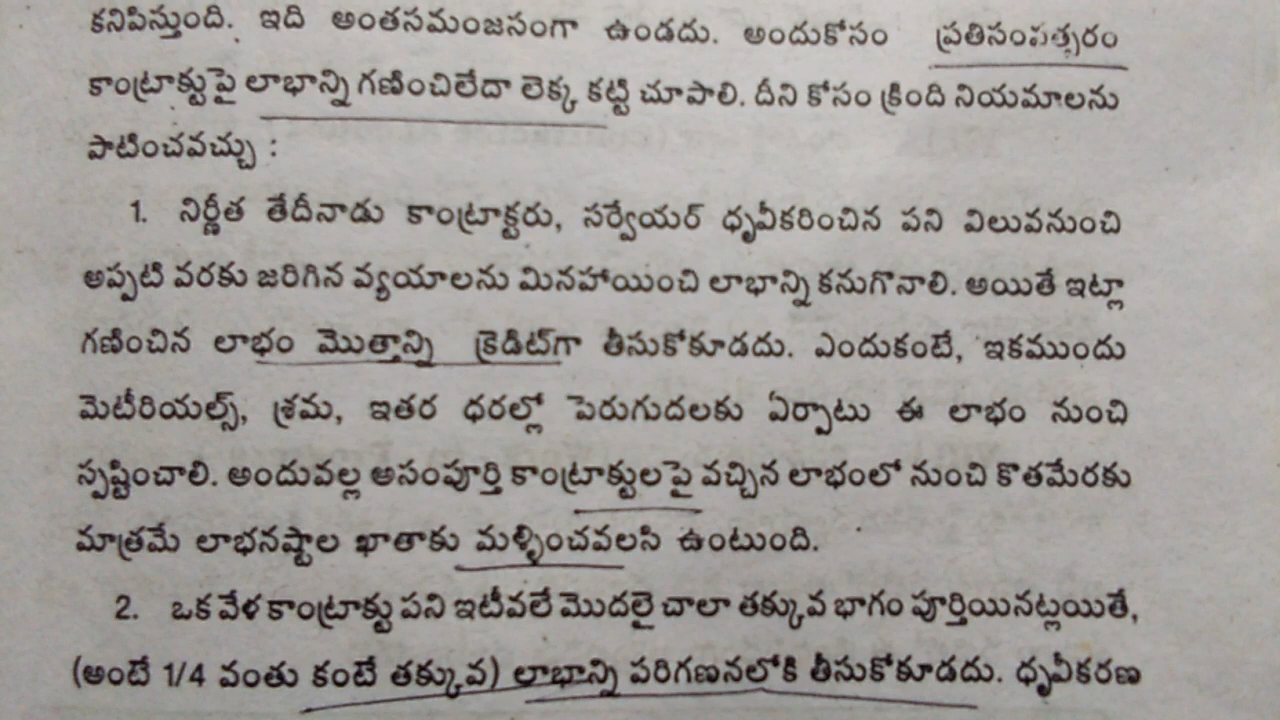 కనిపిస్తుంది. ఇది అంతసమంజసంగా ఉండదు. అందుకోసం ప్రతిసంవత్సరం
కాంట్రాక్టుపై లాభాన్ని గణించిలేదా లెక్క కట్టి చూపాలి. దీని కోసం క్రింది నియమాలను
పాటించవచ్చు :
1. నిర్ణీత తేదీనాడు కాంట్రాక్టరు, సర్వేయర్ ధృవీకరించిన పని విలువనుంచి
అప్పటి వరకు జరిగిన వ్యయాలను మినహాయించి లాభాన్ని కనుగొనాలి. అయితే ఇట్లా
గణించిన లాభం మొత్తాన్ని క్రెడిట్‌గా తీసుకోకూడదు. ఎందుకంటే, ఇకముందు
మెటీరియల్స్, శ్రమ, ఇతర ధరల్లో పెరుగుదలకు ఏర్పాటు ఈ లాభం నుంచి
సృష్టించాలి. అందువల్ల అసంపూర్తి కాంట్రాక్టులపై వచ్చిన లాభంలో నుంచి కొతమేరకు
మాత్రమే లాభనష్టాల ఖాతాకు మళ్ళించవలసి ఉంటుంది.
2. ఒకవేళ కాంట్రాక్టు పని ఇటీవలే మొదలై చాలా తక్కువ భాగం పూర్తియినట్లయితే,
(అంటే 1/4 వంతు కంటే తక్కువ) లాభాన్ని పరిగణనలోకి తీసుకోకూడదు. ధృవీకరణ